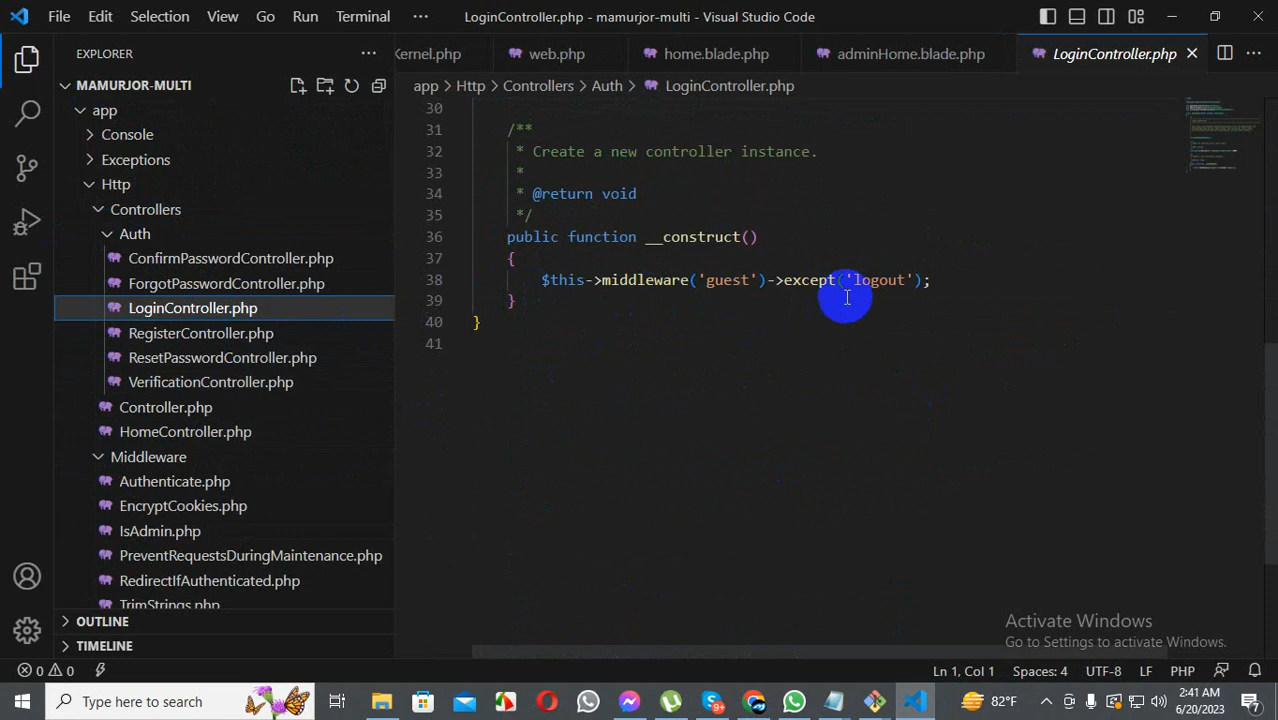 File Edit Selection View Go Run Terminal ··· LoginController.php - mamurjor-multi - Visual Studio Code
EXPLORER ···
Kernel.php web.php home.blade.php adminHome.blade.php LoginController.php ···
MAMURJOR-MULTI
app > Http > Controllers > Auth > LoginController.php
app
Console
Exceptions
Http
Controllers
Auth
ConfirmPasswordController.php
ForgotPasswordController.php
LoginController.php
RegisterController.php
ResetPasswordController.php
VerificationController.php
Controller.php
HomeController.php
Middleware
Authenticate.php
EncryptCookies.php
IsAdmin.php
PreventRequestsDuringMaintenance.php
RedirectIfAuthenticated.php
TrimStrings.php
OUTLINE
TIMELINE
30
31 /**
32 * Create a new controller instance.
33 *
34 * @return void
35 */
36 public function __construct()
37 {
38 $this->middleware('guest')->except('logout');
39 }
40 }
41
Activate Windows
Go to Settings to activate Windows.
0 0 Ln 1, Col 1 Spaces: 4 UTF-8 LF PHP
Type here to search 9+ 82°F 2:41 AM
6/20/2023 7